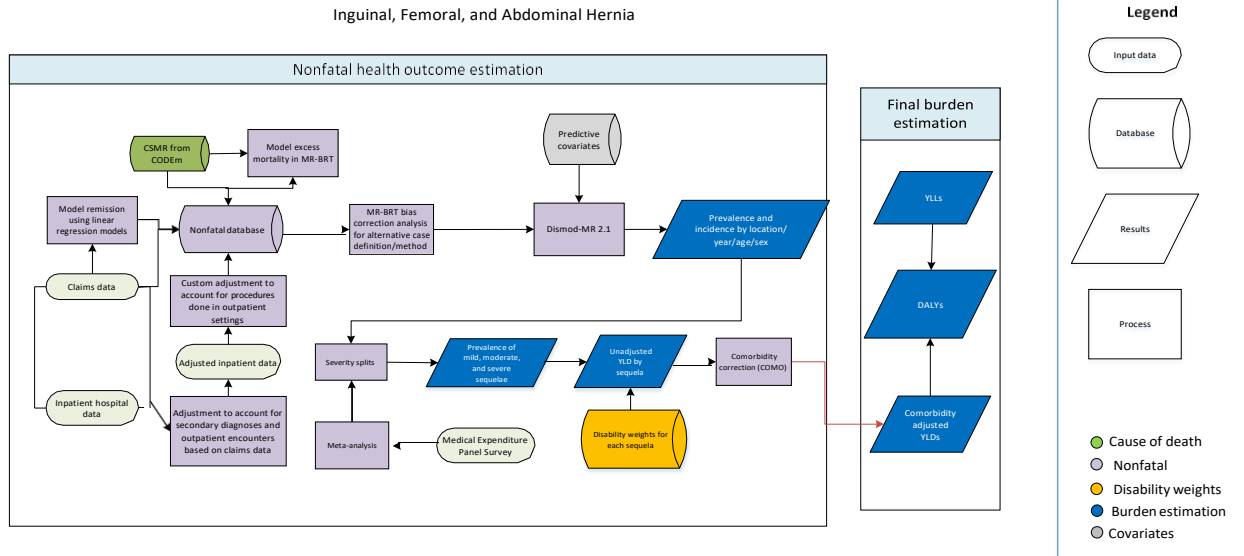 Inguinal, Femoral, and Abdominal Hernia
Nonfatal health outcome estimation
CSMR from
CODEm
Model excess
mortality in MR-BRT
Predictive
covariates
Model remission
using linear
regression models
Nonfatal database
MR-BRT bias
correction analysis
for alternative case
definition/method
Dismod-MR 2.1
Prevalence and
incidence by location/
year/age/sex
Claims data
Custom adjustment to
account for procedures
done in outpatient
settings
Adjusted inpatient data
Inpatient hospital
data
Adjustment to account for
secondary diagnoses and
outpatient encounters
based on claims data
Severity splits
Prevalence of
mild, moderate,
and severe
sequelae
Unadjusted
YLD by
sequela
Comorbidity
correction (COMO)
Meta-analysis
Medical Expenditure
Panel Survey
Disability weights for
each sequela
Final burden
estimation
YLLs
DALYs
Comorbidity
adjusted
YLDs
Legend
Input data
Database
Results
Process
Cause of death
Nonfatal
Disability weights
Burden estimation
Covariates